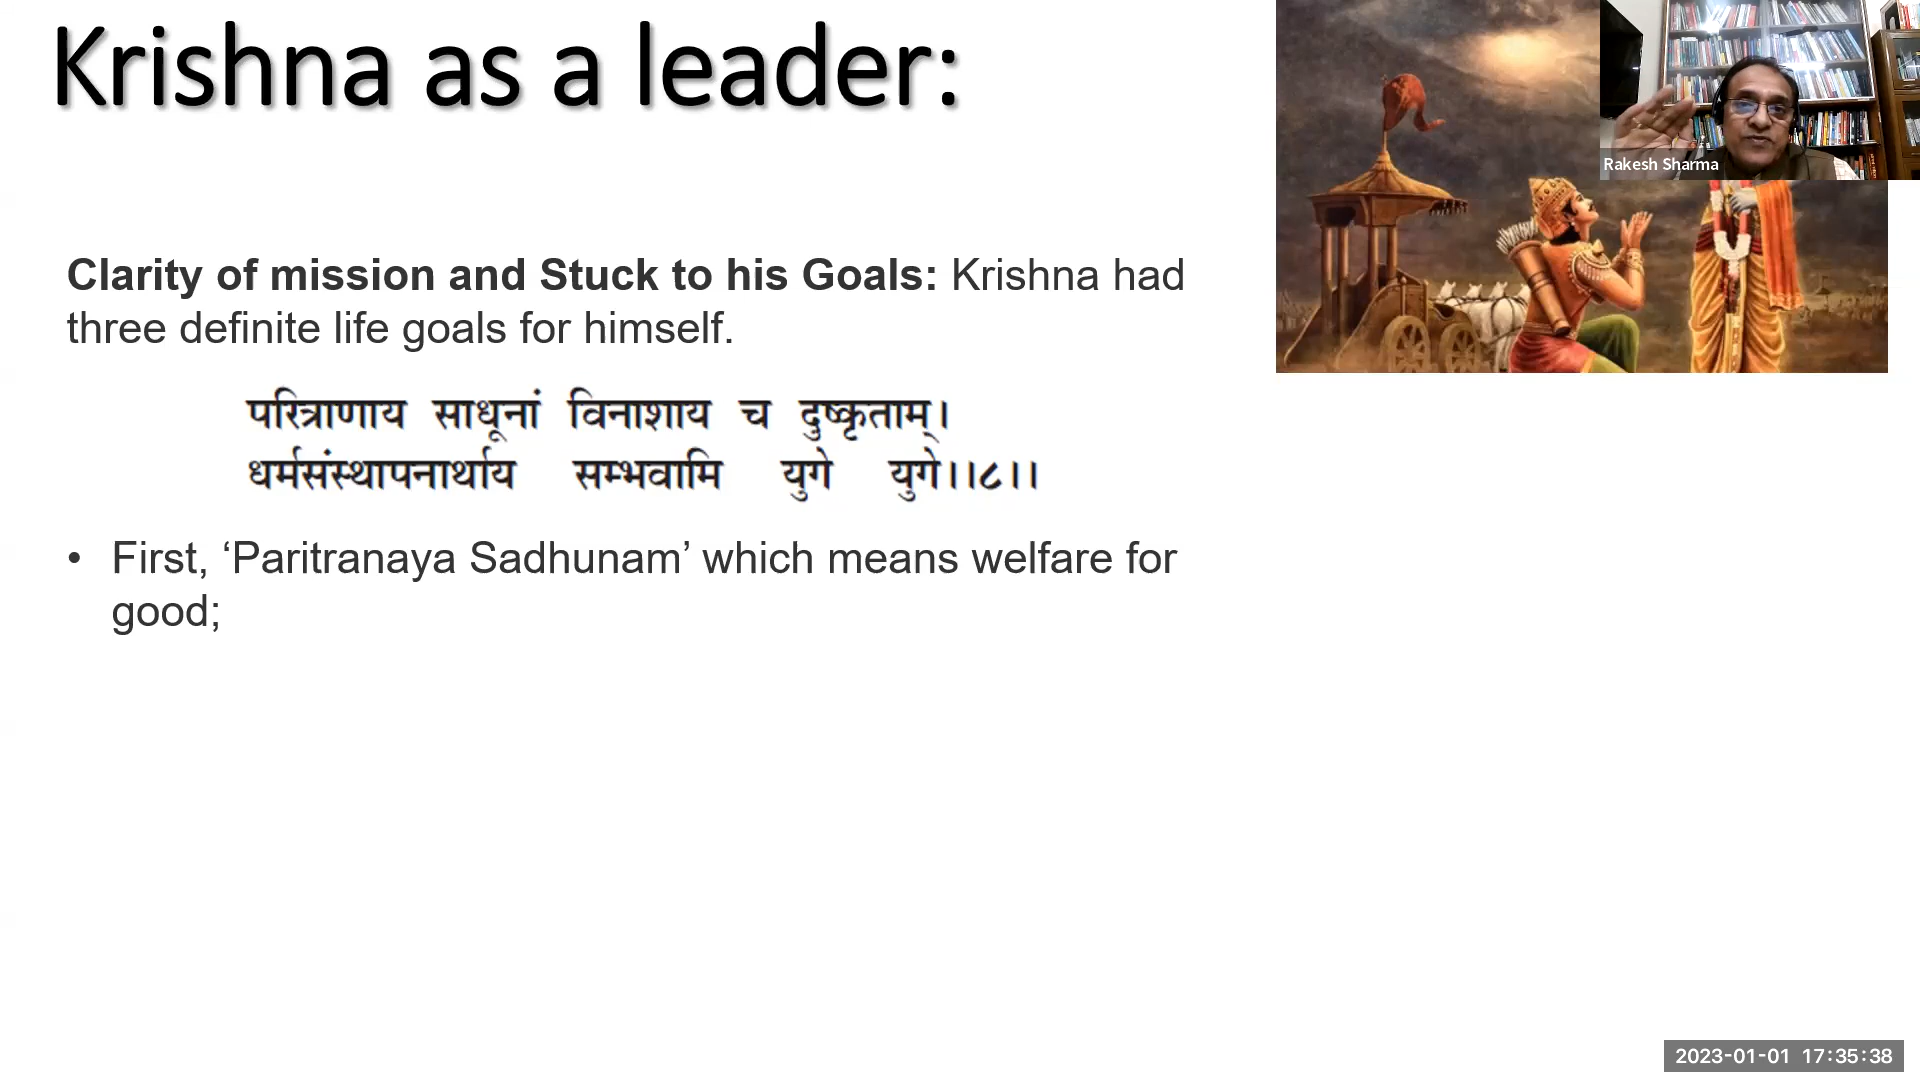 Krishna as a leader:
Rakesh Sharma
Clarity of mission and Stuck to his Goals: Krishna had
three definite life goals for himself.
परित्राणाय साधूनां विनाशाय च दुष्कृताम्।
धर्मसंस्थापनार्थाय सम्भवामि युगे युगे।।८।।
• First, ‘Paritranaya Sadhunam’ which means welfare for
good;
2023-01-01 17:35:38